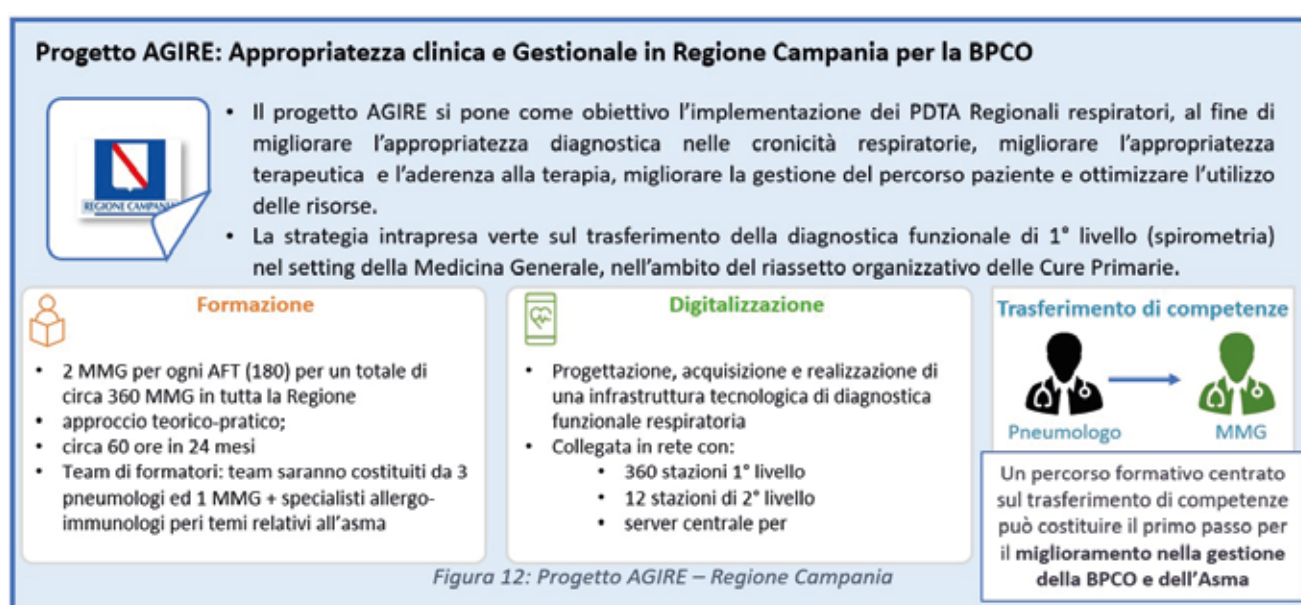 Progetto AGIRE: Appropriatezza clinica e Gestionale in Regione Campania per la BPCO
REGIONE CAMPANIA
• Il progetto AGIRE si pone come obiettivo l’implementazione dei PDTA Regionali respiratori, al fine di
migliorare l’appropriatezza diagnostica nelle cronicità respiratorie, migliorare l’appropriatezza
terapeutica e l’aderenza alla terapia, migliorare la gestione del percorso paziente e ottimizzare l’utilizzo
delle risorse.
• La strategia intrapresa verte sul trasferimento della diagnostica funzionale di 1° livello (spirometria)
nel setting della Medicina Generale, nell’ambito del riassetto organizzativo delle Cure Primarie.
Formazione
• 2 MMG per ogni AFT (180) per un totale di
circa 360 MMG in tutta la Regione
• approccio teorico-pratico;
• circa 60 ore in 24 mesi
• Team di formatori: team saranno costituiti da 3
pneumologi ed 1 MMG + specialisti allergo-
immunologi peri temi relativi all’asma
Digitalizzazione
• Progettazione, acquisizione e realizzazione di
una infrastruttura tecnologica di diagnostica
funzionale respiratoria
• Collegata in rete con:
• 360 stazioni 1° livello
• 12 stazioni di 2° livello
• server centrale per
Trasferimento di competenze
Pneumologo
MMG
Un percorso formativo centrato
sul trasferimento di competenze
può costituire il primo passo per
il miglioramento nella gestione
della BPCO e dell’Asma
Figura 12: Progetto AGIRE – Regione Campania